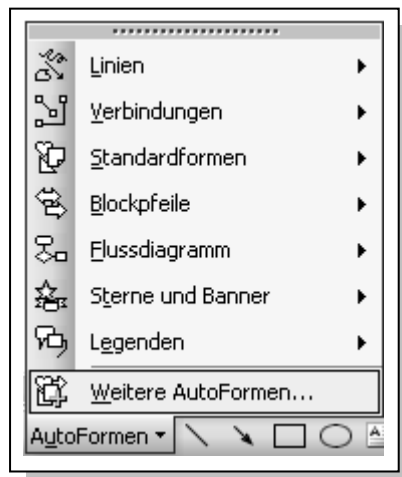 Linien
Verbindungen
Standardformen
Blockpfeile
Flussdiagramm
Sterne und Banner
Legenden
Weitere AutoFormen...
AutoFormen
A